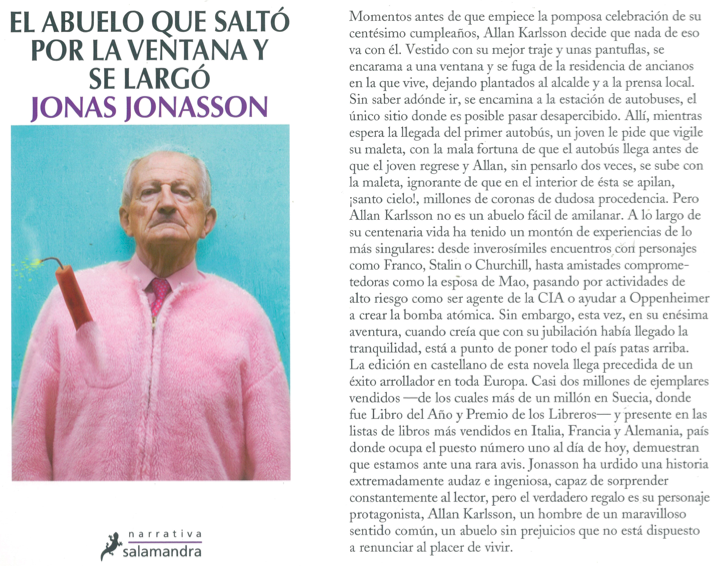 EL ABUELO QUE SALTÓ
POR LA VENTANA Y
SE LARGÓ
JONAS JONASSON
narrativa
salamandra
Momentos antes de que empiece la pomposa celebración de su
centésimo cumpleaños, Allan Karlsson decide que nada de eso
va con él. Vestido con su mejor traje y unas pantuflas, se
encarama a una ventana y se fuga de la residencia de ancianos
en la que vive, dejando plantados al alcalde y a la prensa local.
Sin saber adónde ir, se encamina a la estación de autobuses, el
único sitio donde es posible pasar desapercibido. Allí, mientras
espera la llegada del primer autobús, un joven le pide que vigile
su maleta, con la mala fortuna de que el autobús llega antes de
que el joven regrese y Allan, sin pensarlo dos veces, se sube con
la maleta, ignorante de que en el interior de ésta se apilan,
¡santo cielo!, millones de coronas de dudosa procedencia. Pero
Allan Karlsson no es un abuelo fácil de amilanar. A lo largo de
su centenaria vida ha tenido un montón de experiencias de lo
más singulares: desde inverosímiles encuentros con personajes
como Franco, Stalin o Churchill, hasta amistades comprome-
tedoras como la esposa de Mao, pasando por actividades de
alto riesgo como ser agente de la CIA o ayudar a Oppenheimer
a crear la bomba atómica. Sin embargo, esta vez, en su enésima
aventura, cuando creía que con su jubilación había llegado la
tranquilidad, está a punto de poner todo el país patas arriba.
La edición en castellano de esta novela llega precedida de un
éxito arrollador en toda Europa. Casi dos millones de ejemplares
vendidos —de los cuales más de un millón en Suecia, donde
fue Libro del Año y Premio de los Libreros— y presente en las
listas de libros más vendidos en Italia, Francia y Alemania, país
donde ocupa el puesto número uno al día de hoy, demuestran
que estamos ante una rara avis. Jonasson ha urdido una historia
extremadamente audaz e ingeniosa, capaz de sorprender
constantemente al lector, pero el verdadero regalo es su personaje
protagonista, Allan Karlsson, un hombre de un maravilloso
sentido común, un abuelo sin prejuicios que no está dispuesto
a renunciar al placer de vivir.